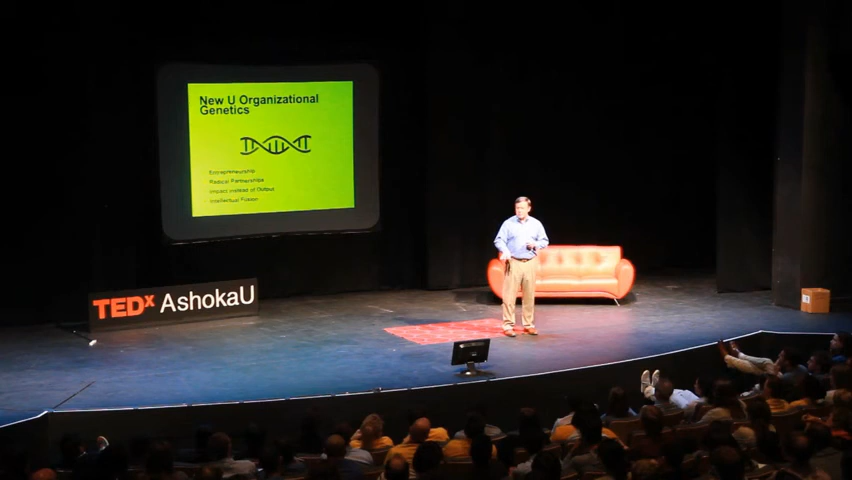 New U Organizational
Genetics
Entrepreneurship
Radical Partnerships
Impact instead of Output
Intellectual Fusion
TEDx AshokaU